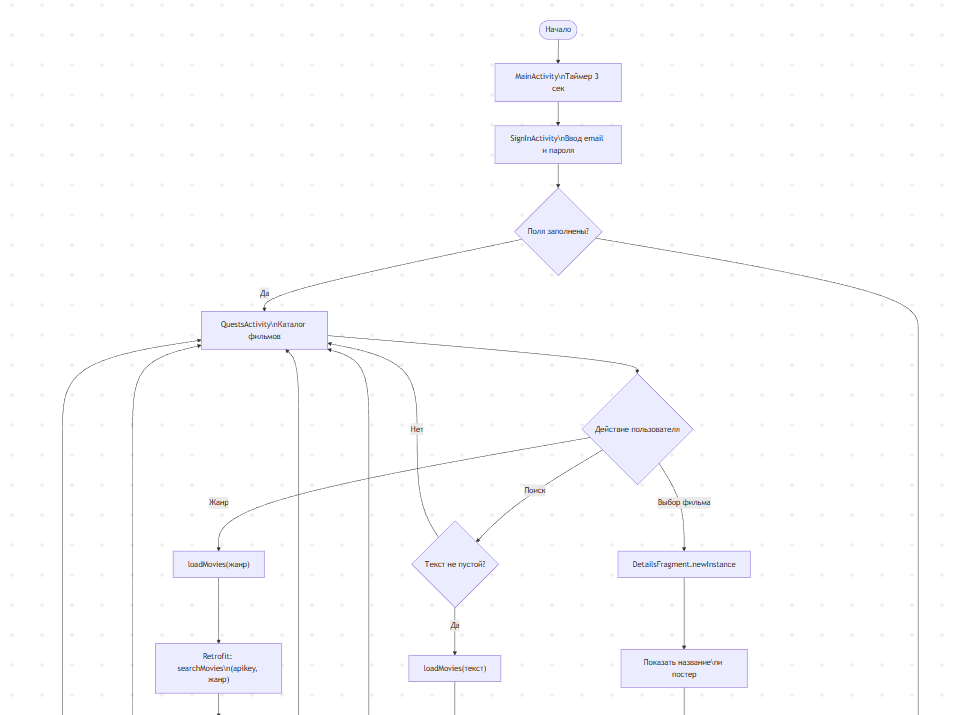 Начало
MainActivity\nТаймер 3
сек
SignInActivity\nВвод email
и пароля
Поля заполнены?
Да
QuestsActivity\nКаталог
фильмов
Действие пользователя
Нет
Жанр
Поиск
Выбор фильма
loadMovies(жанр)
Текст не пустой?
DetailsFragment.newInstance
Да
Retrofit:
searchMovies\n(apikey,
жанр)
loadMovies(текст)
Показать название\nи
постер